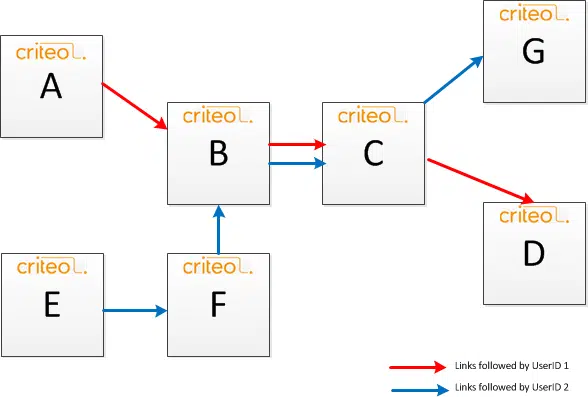 criteo
G
criteo
A
criteo
B
criteo
C
criteo
D
criteo
E
criteo
F
Links followed by UserID 1
Links followed by UserID 2